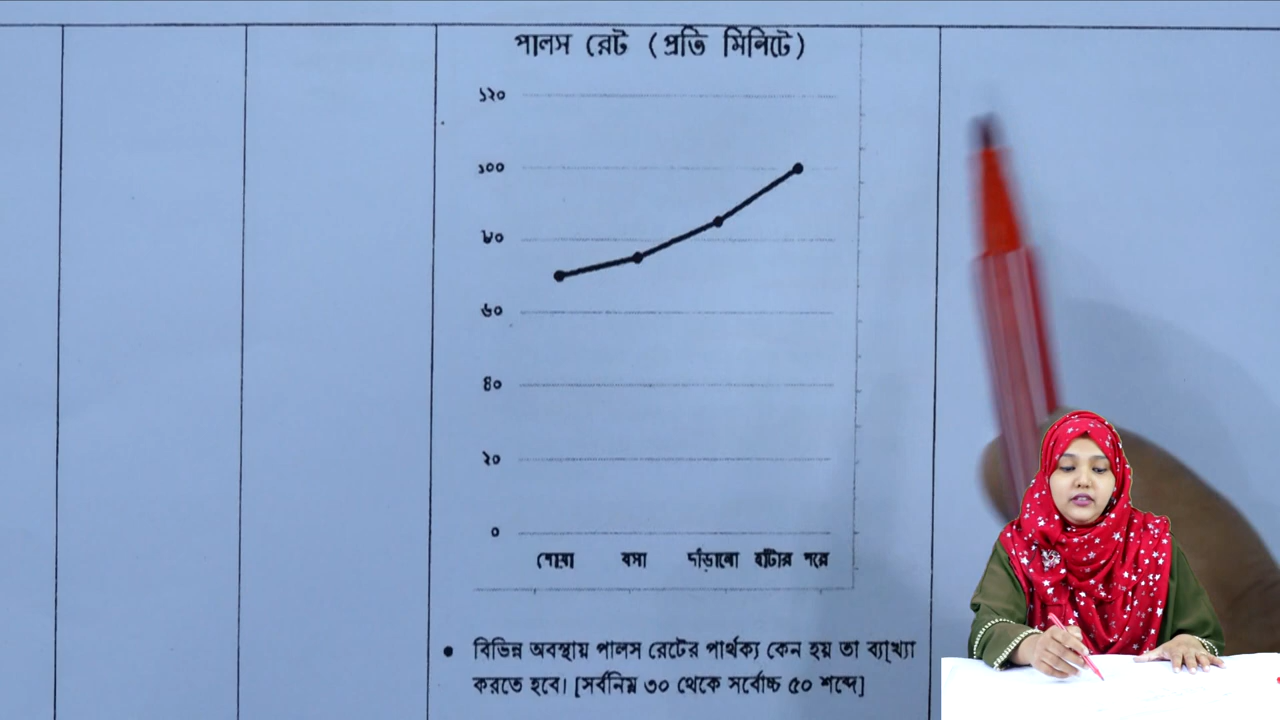 পালস রেট (প্রতি মিনিটে)
১২০
১০০
৮০
৬০
৪০
২০
০
শোয়া বসা দাঁড়ানো হাঁটার পরে
• বিভিন্ন অবস্থায় পালস রেটের পার্থক্য কেন হয় তা ব্যাখ্যা
করতে হবে। [সর্বনিম্ন ৩০ থেকে সর্বোচ্চ ৫০ শব্দে]